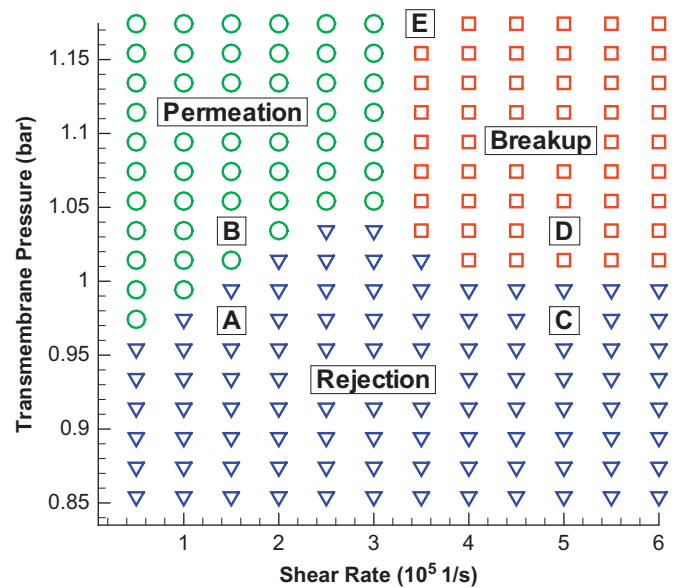 E
1.15
Permeation
1.1
Breakup
1.05
B
D
1
A
C
0.95
Rejection
0.9
0.85
Transmembrane Pressure (bar)
1 2 3 4 5 6
Shear Rate (10⁵ 1/s)